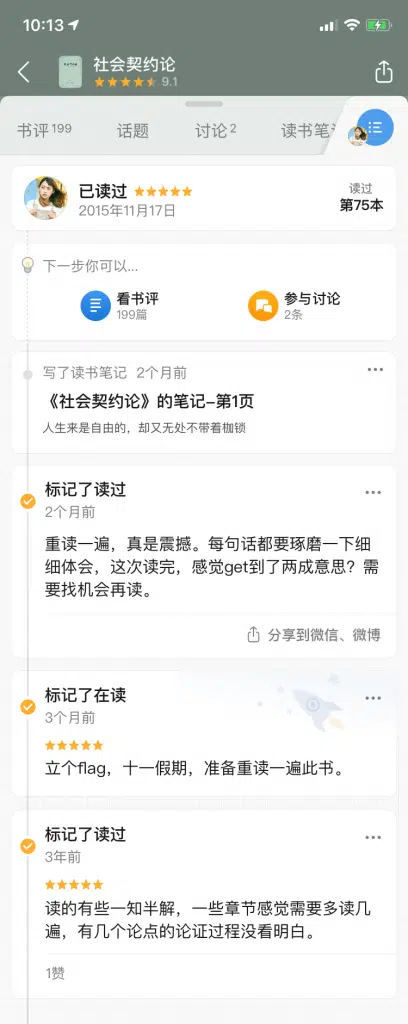 10:13
社会契约论
9.1
书评 199 话题 讨论 2 读书笔
已读过
2015年11月17日
读过
第75本
下一步你可以...
看书评
199篇
参与讨论
2条
写了读书笔记 2个月前
《社会契约论》的笔记–第1页
人生来是自由的，却又无处不带着枷锁
标记了读过
2个月前
重读一遍，真是震撼。每句话都要琢磨一下细
细体会，这次读完，感觉get到了两成意思？需
要找机会再读。
分享到微信、微博
标记了在读
3个月前
立个flag，十一假期，准备重读一遍此书。
标记了读过
3年前
读的有些一知半解，一些章节感觉需要多读几
遍，有几个论点的论证过程没看明白。
1赞